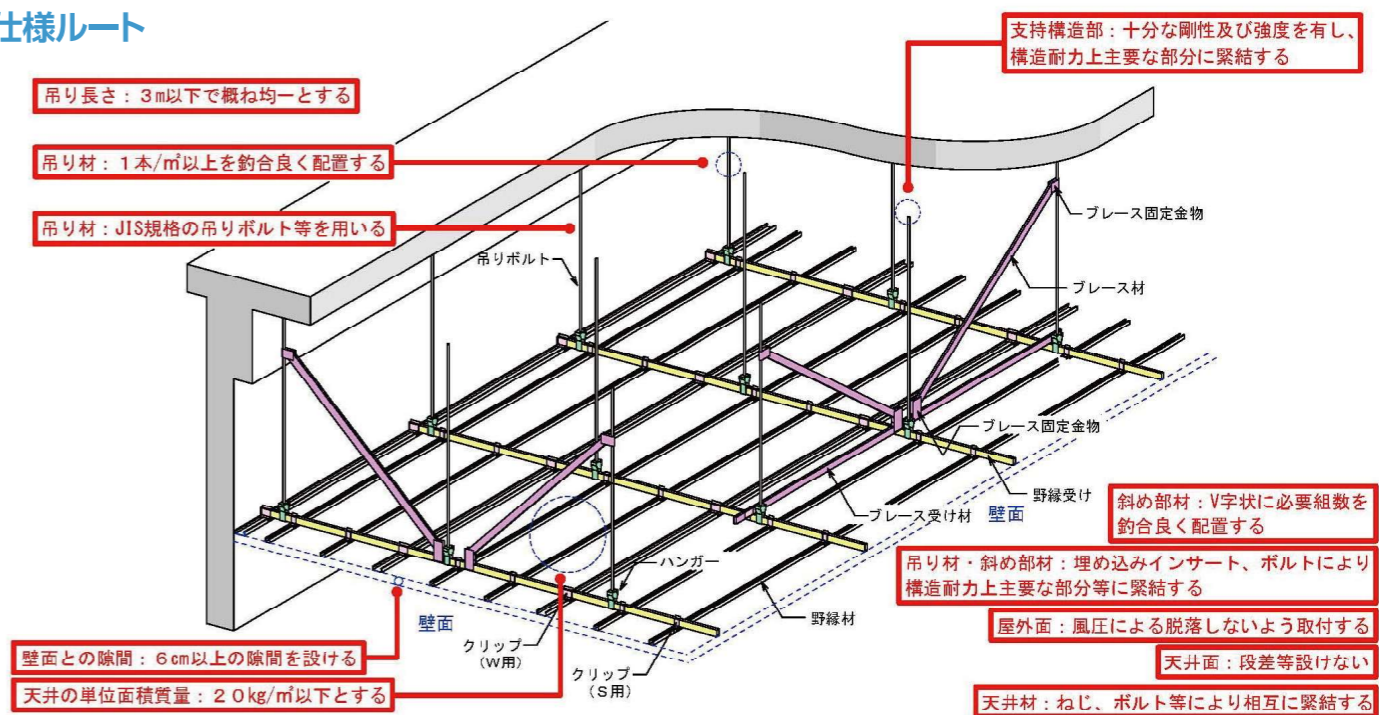 仕様ルート
支持構造部：十分な剛性及び強度を有し、
構造耐力上主要な部分に緊結する
吊り長さ：３ｍ以下で概ね均一とする
吊り材：１本/㎡以上を釣合良く配置する
吊り材：JIS規格の吊りボルト等を用いる
吊りボルト
ブレース固定金物
ブレース材
ブレース固定金物
野縁受け
ブレース受け材
壁面
斜め部材：V字状に必要組数を
釣合良く配置する
吊り材・斜め部材：埋め込みインサート、ボルトにより
構造耐力上主要な部分等に緊結する
ハンガー
野縁材
壁面
クリップ
（W用）
クリップ
（S用）
屋外面：風圧による脱落しないよう取付する
壁面との隙間：６㎝以上の隙間を設ける
天井面：段差等設けない
天井の単位面積質量：２０kg/㎡以下とする
天井材：ねじ、ボルト等により相互に緊結する